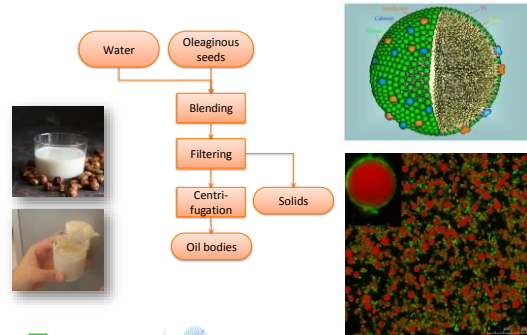 Water
Oleaginous
seeds
Blending
Filtering
Centri-
fugation
Solids
Oil bodies